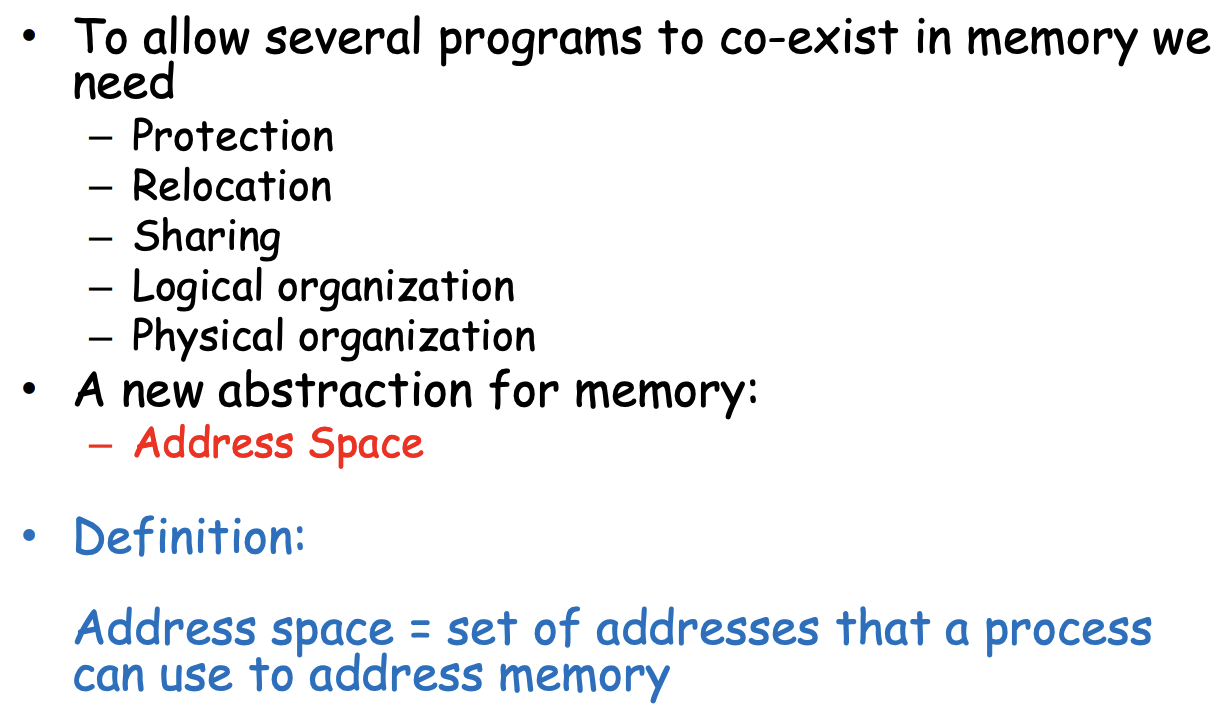 • To allow several programs to co-exist in memory we
need
– Protection
– Relocation
– Sharing
– Logical organization
– Physical organization
• A new abstraction for memory:
– Address Space
• Definition:
Address space = set of addresses that a process
can use to address memory